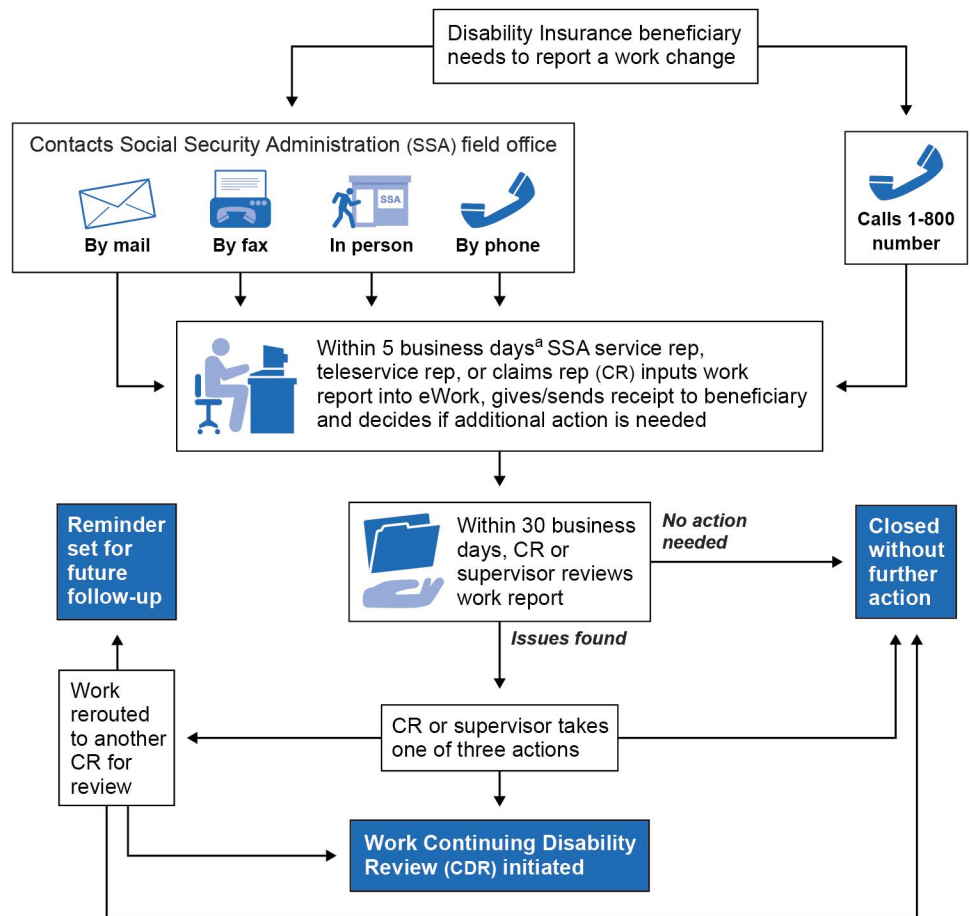 Disability Insurance beneficiary
needs to report a work change
Contacts Social Security Administration (SSA) field office
SSA
By mail
By fax
In person
By phone
Calls 1-800
number
Within 5 business daysᵃ SSA service rep,
teleservice rep, or claims rep (CR) inputs work
report into eWork, gives/sends receipt to beneficiary
and decides if additional action is needed
Within 30 business
days, CR or
supervisor reviews
work report
No action
needed
Closed
without
further
action
Reminder
set for
future
follow-up
Issues found
Work
rerouted
to another
CR for
review
CR or supervisor takes
one of three actions
Work Continuing Disability
Review (CDR) initiated